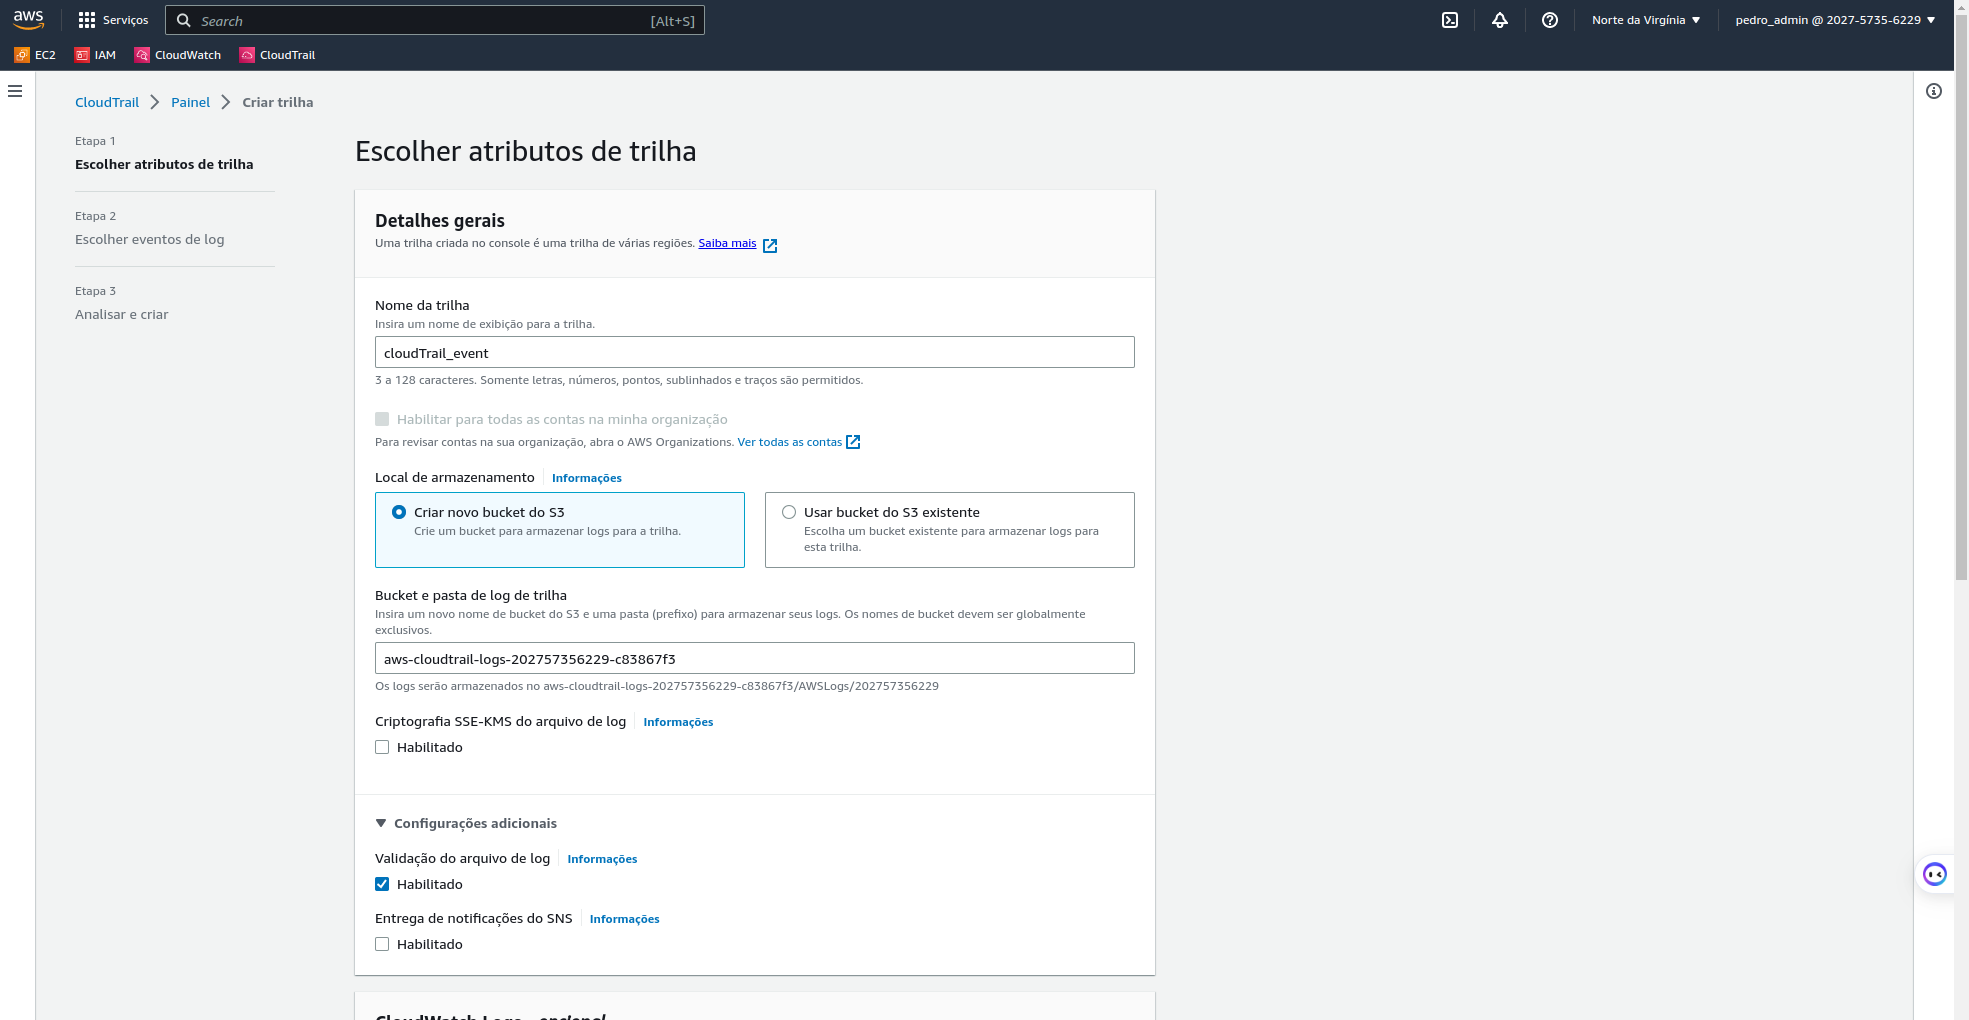 aws
Serviços
Search
[Alt+S]
Norte da Virgínia
pedro_admin @ 2027-5735-6229
EC2
IAM
CloudWatch
CloudTrail
CloudTrail
Painel
Criar trilha
Etapa 1
Escolher atributos de trilha
Etapa 2
Escolher eventos de log
Etapa 3
Analisar e criar
Escolher atributos de trilha
Detalhes gerais
Uma trilha criada no console é uma trilha de várias regiões. Saiba mais
Nome da trilha
Insira um nome de exibição para a trilha.
cloudTrail_event
3 a 128 caracteres. Somente letras, números, pontos, sublinhados e traços são permitidos.
Habilitar para todas as contas na minha organização
Para revisar contas na sua organização, abra o AWS Organizations. Ver todas as contas
Local de armazenamento
Informações
Criar novo bucket do S3
Crie um bucket para armazenar logs para a trilha.
Usar bucket do S3 existente
Escolha um bucket existente para armazenar logs para
esta trilha.
Bucket e pasta de log de trilha
Insira um novo nome de bucket do S3 e uma pasta (prefixo) para armazenar seus logs. Os nomes de bucket devem ser globalmente
exclusivos.
aws-cloudtrail-logs-202757356229-c83867f3
Os logs serão armazenados no aws-cloudtrail-logs-202757356229-c83867f3/AWSLogs/202757356229
Criptografia SSE-KMS do arquivo de log
Informações
Habilitado
Configurações adicionais
Validação do arquivo de log
Informações
Habilitado
Entrega de notificações do SNS
Informações
Habilitado
CloudWatch Logs - opcional